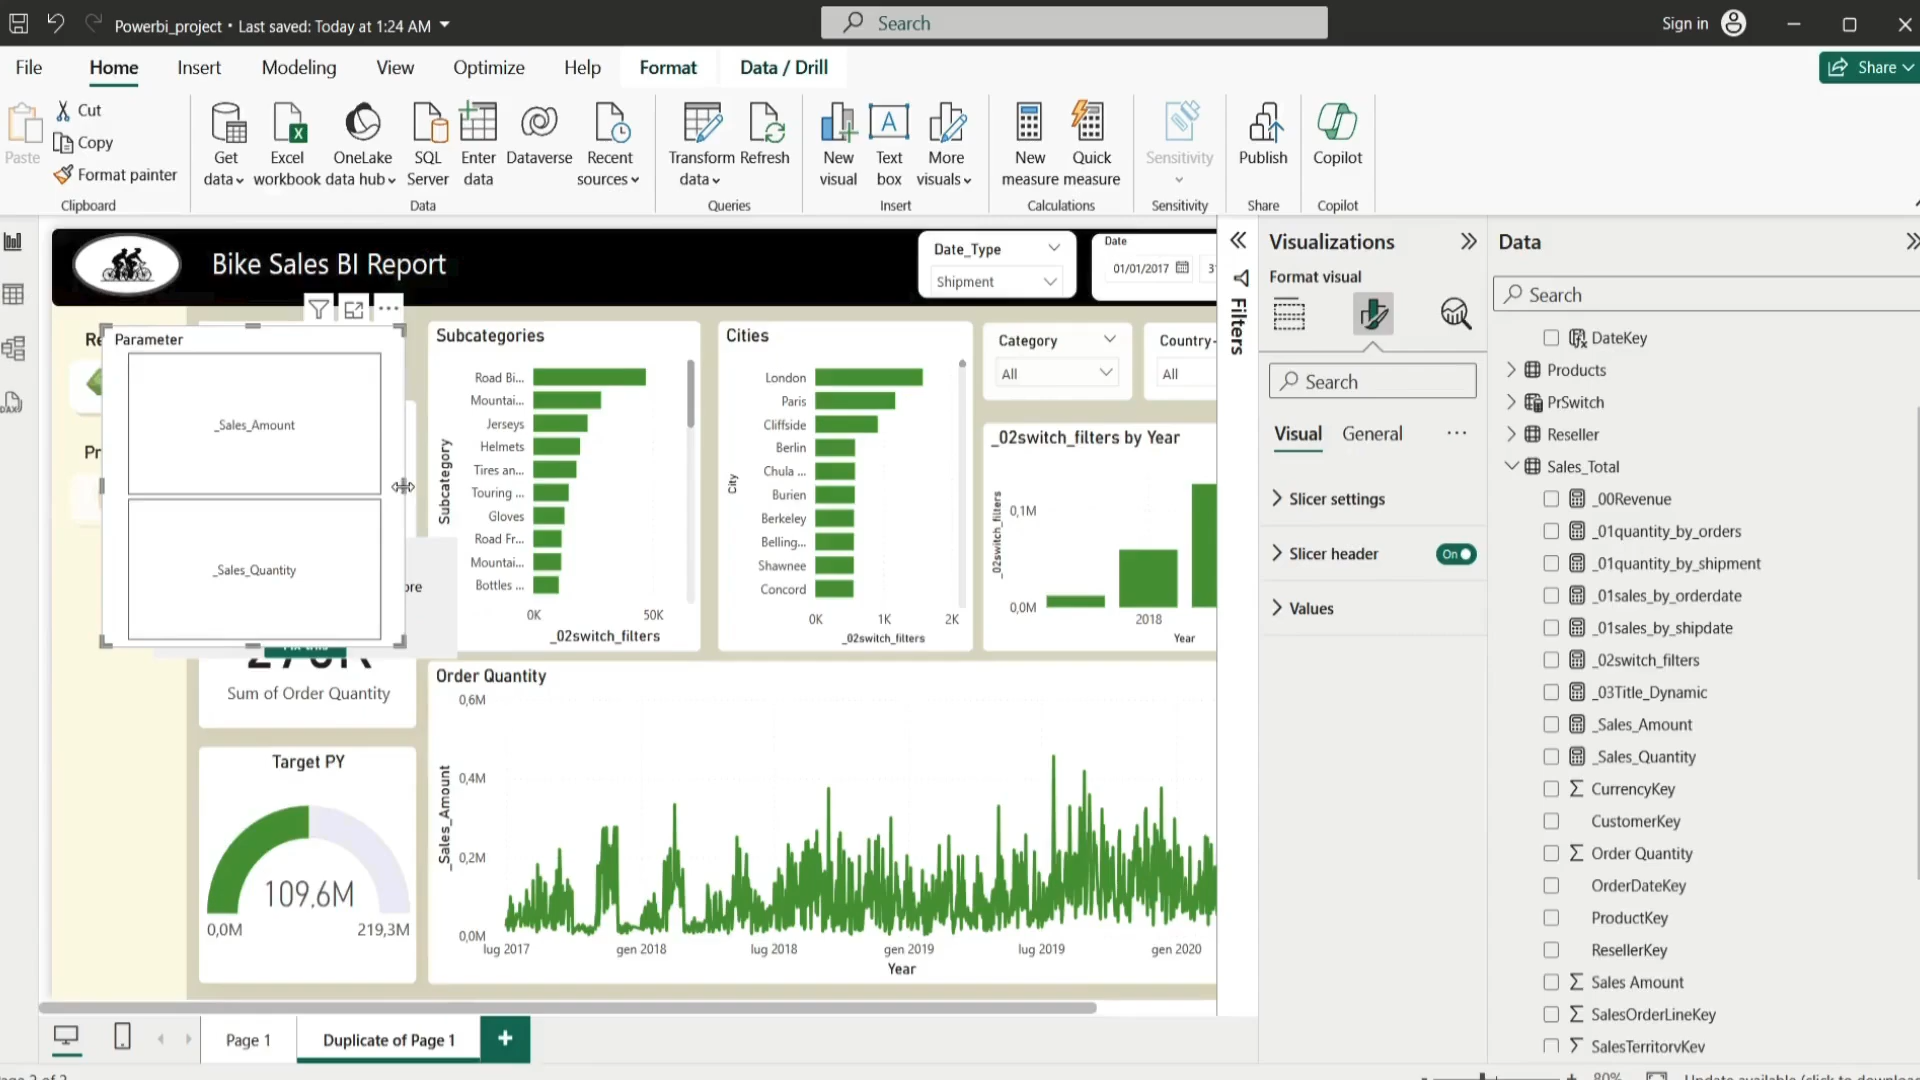 Powerbi_project • Last saved: Today at 1:24 AM
Search
Sign in
File
Home
Insert
Modeling
View
Optimize
Help
Format
Data / Drill
Share
Paste
Cut
Copy
Format painter
Clipboard
Get data
Excel workbook
OneLake data hub
SQL Server
Enter data
Dataverse
Recent sources
Data
Transform data
Refresh
Queries
New visual
Text box
More visuals
Insert
New measure
Quick measure
Calculations
Sensitivity
Sensitivity
Publish
Share
Copilot
Copilot
Bike Sales BI Report
Date_Type
Shipment
Date
01/01/2017
Parameter
_Sales_Amount
_Sales_Quantity
Sum of Order Quantity
Target PY
109,6M
0,0M
219,3M
Subcategories
Subcategory
Road Bi...
Mountai...
Jerseys
Helmets
Tires an...
Touring ...
Gloves
Road Fr...
Mountai...
Bottles ...
0K
50K
_02switch_filters
Cities
City
London
Paris
Cliffside
Berlin
Chula ...
Burien
Berkeley
Belling...
Shawnee
Concord
0K
1K
2K
_02switch_filters
Category
All
Country-
All
_02switch_filters by Year
_02switch_filters
0,1M
0,0M
2018
Year
Order Quantity
_Sales_Amount
0,6M
0,4M
0,2M
0,0M
lug 2017
gen 2018
lug 2018
gen 2019
lug 2019
gen 2020
Year
Filters
Visualizations
Format visual
Search
Visual
General
Slicer settings
Slicer header
On
Values
Data
Search
DateKey
Products
PrSwitch
Reseller
Sales_Total
_00Revenue
_01quantity_by_orders
_01quantity_by_shipment
_01sales_by_orderdate
_01sales_by_shipdate
_02switch_filters
_03Title_Dynamic
_Sales_Amount
_Sales_Quantity
CurrencyKey
CustomerKey
Order Quantity
OrderDateKey
ProductKey
ResellerKey
Sales Amount
SalesOrderLineKey
SalesTerritoryKey
Page 1
Duplicate of Page 1
80%